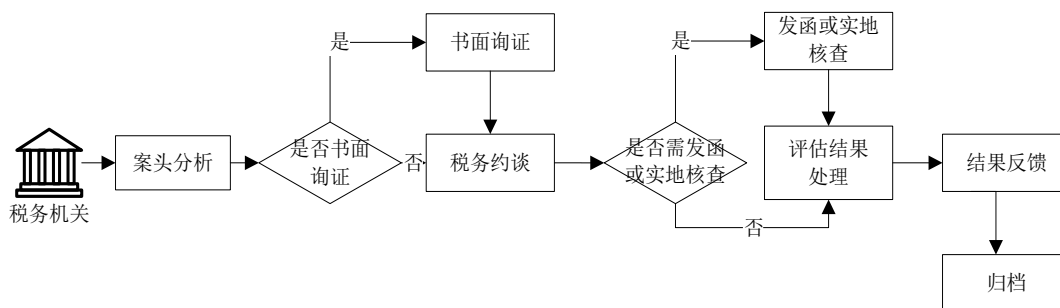 是
书面询证
是
发函或实地
核查
税务机关
案头分析
是否书面
询证
否
税务约谈
是否需发函
或实地核查
否
评估结果
处理
结果反馈
归档